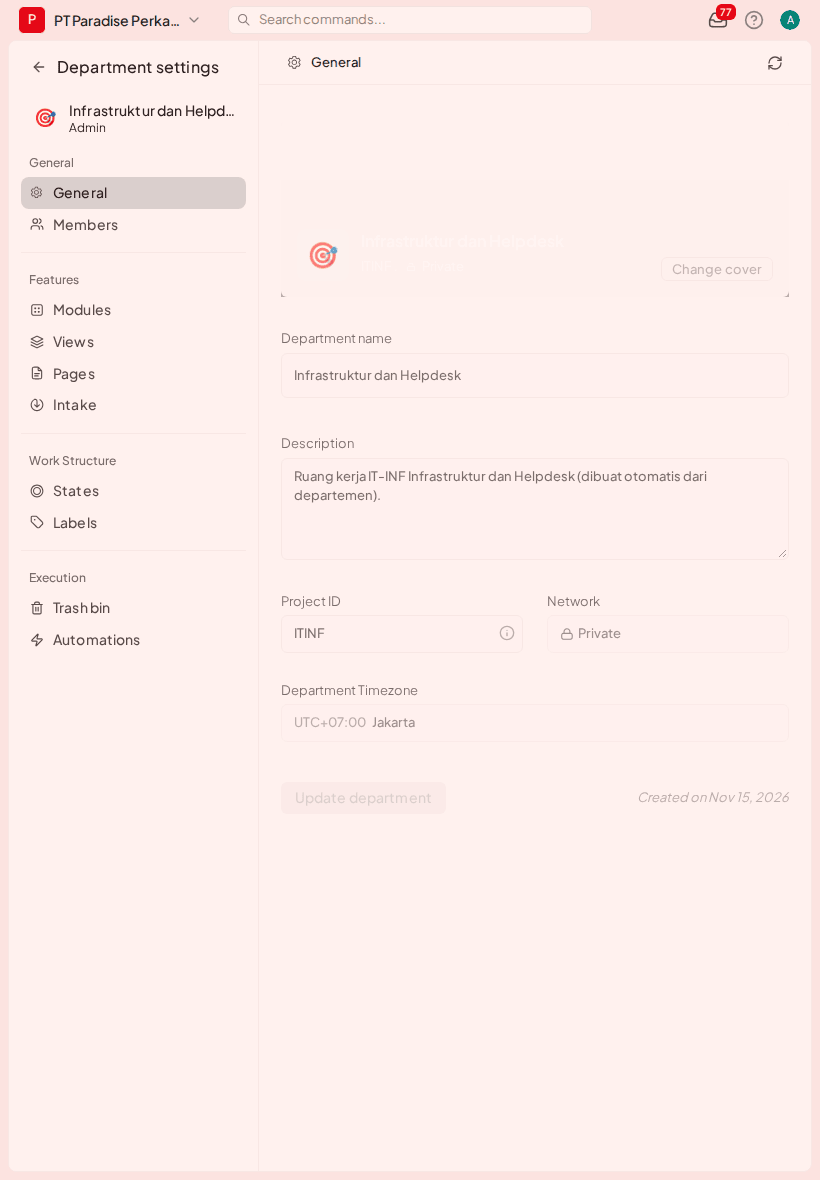 P
PT Paradise Perka...
Search commands...
77
A
Department settings
General
Infrastruktur dan Helpd...
Admin
General
General
Members
Infrastruktur dan Helpdesk
Change cover
Features
Modules
Views
Pages
Intake
Department name
Infrastruktur dan Helpdesk
Description
Ruang kerja IT-INF Infrastruktur dan Helpdesk (dibuat otomatis dari
departemen).
Work Structure
States
Labels
Execution
Trash bin
Automations
Project ID
Network
ITINF
Private
Department Timezone
UTC+07:00 Jakarta
Update department
Created on Nov 15, 2026